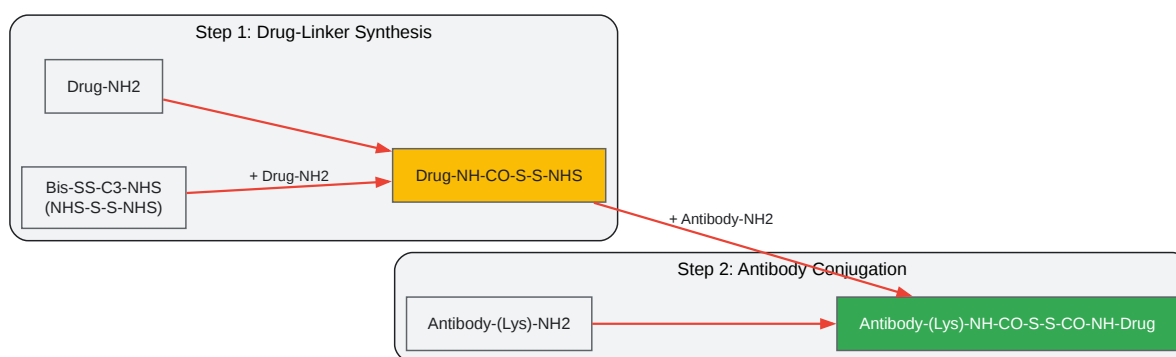 Step 1: Drug-Linker Synthesis
Drug-NH2
Bis-SS-C3-NHS
(NHS-S-S-NHS)
+ Drug-NH2
Drug-NH-CO-S-S-NHS
+ Antibody-NH2
Step 2: Antibody Conjugation
Antibody-(Lys)-NH2
Antibody-(Lys)-NH-CO-S-S-CO-NH-Drug